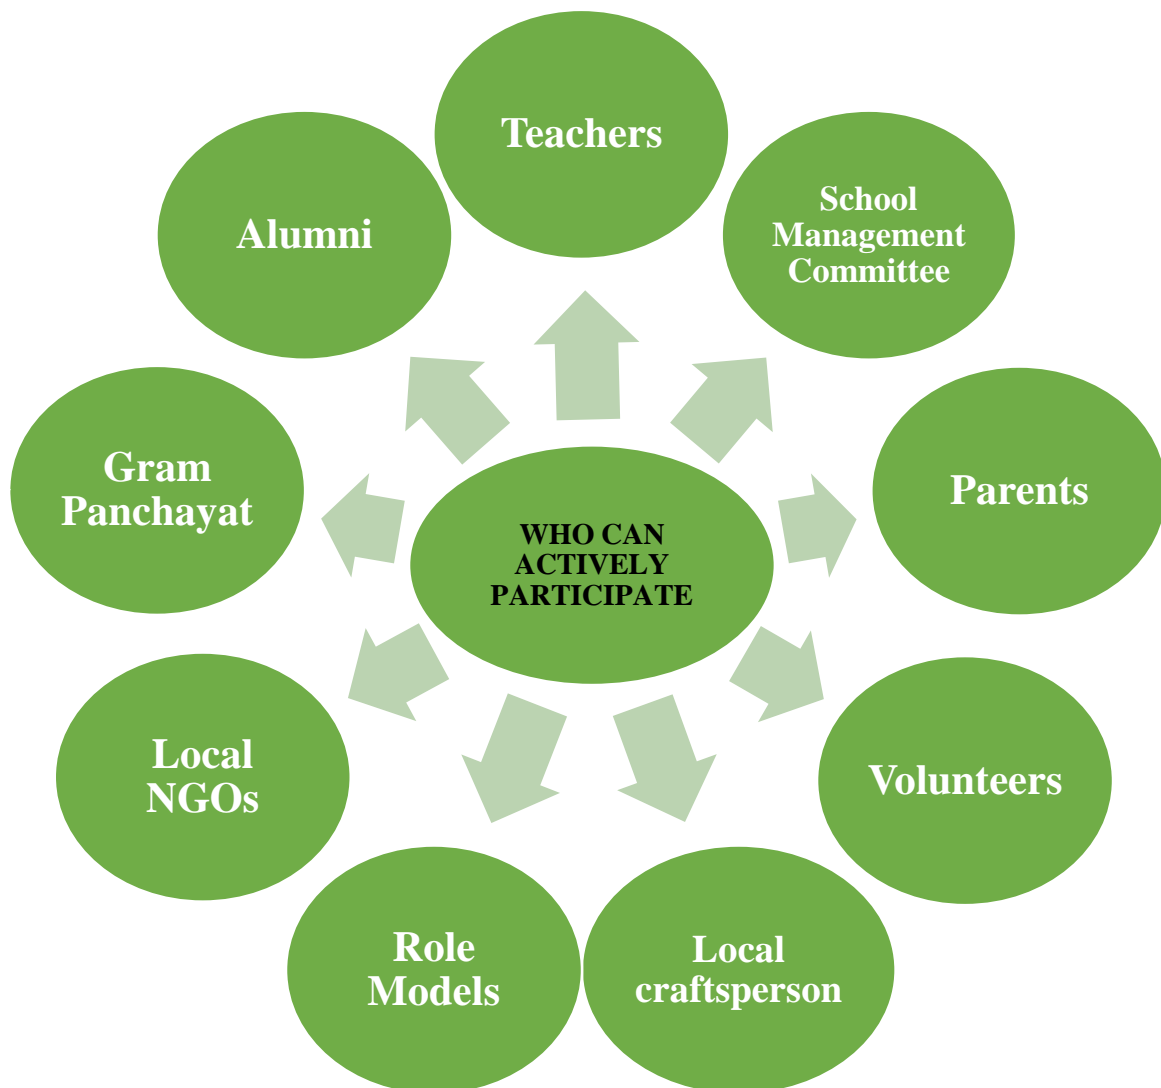 Teachers
School
Management
Committee
Parents
Volunteers
Local
craftsperson
Role
Models
Local
NGOs
Gram
Panchayat
Alumni
WHO CAN
ACTIVELY
PARTICIPATE